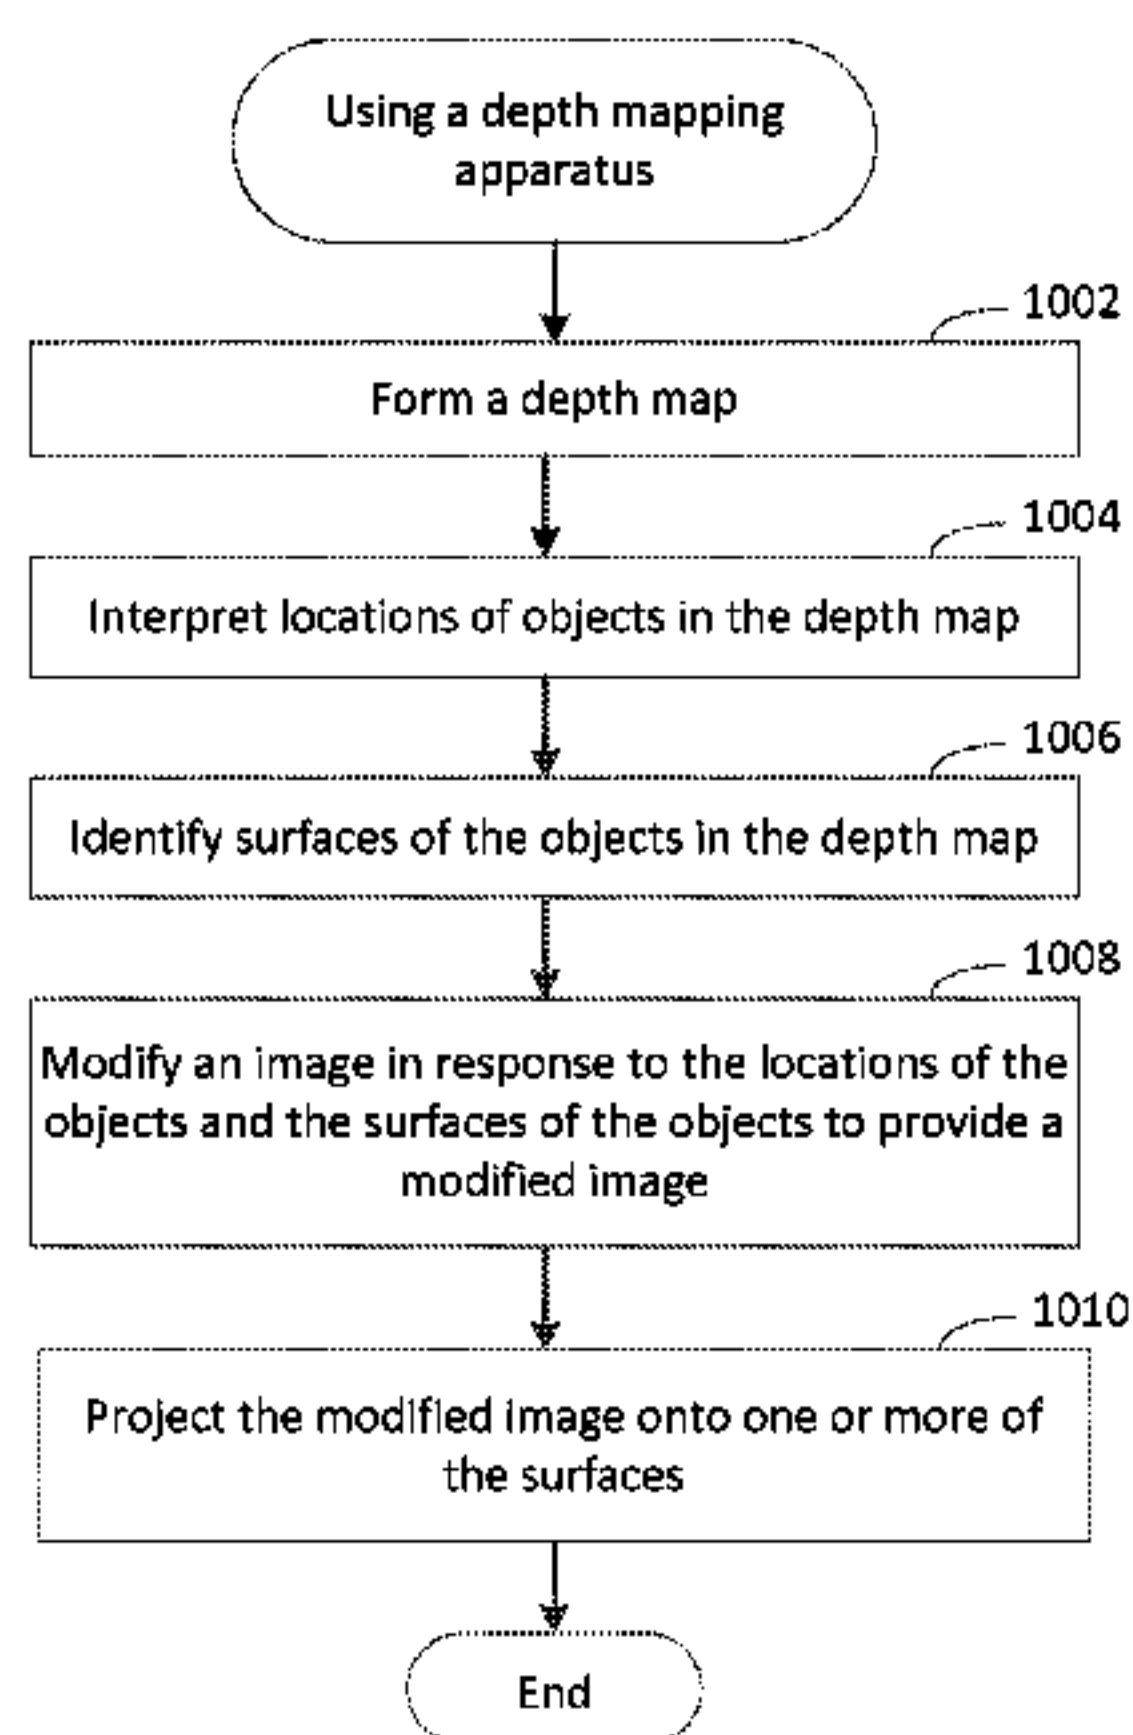 Using a depth mapping
apparatus
1002
Form a depth map
1004
Interpret locations of objects in the depth map
1006
Identify surfaces of the objects in the depth map
1008
Modify an image in response to the locations of the
objects and the surfaces of the objects to provide a
modified image
1010
Project the modified image onto one or more of
the surfaces
End